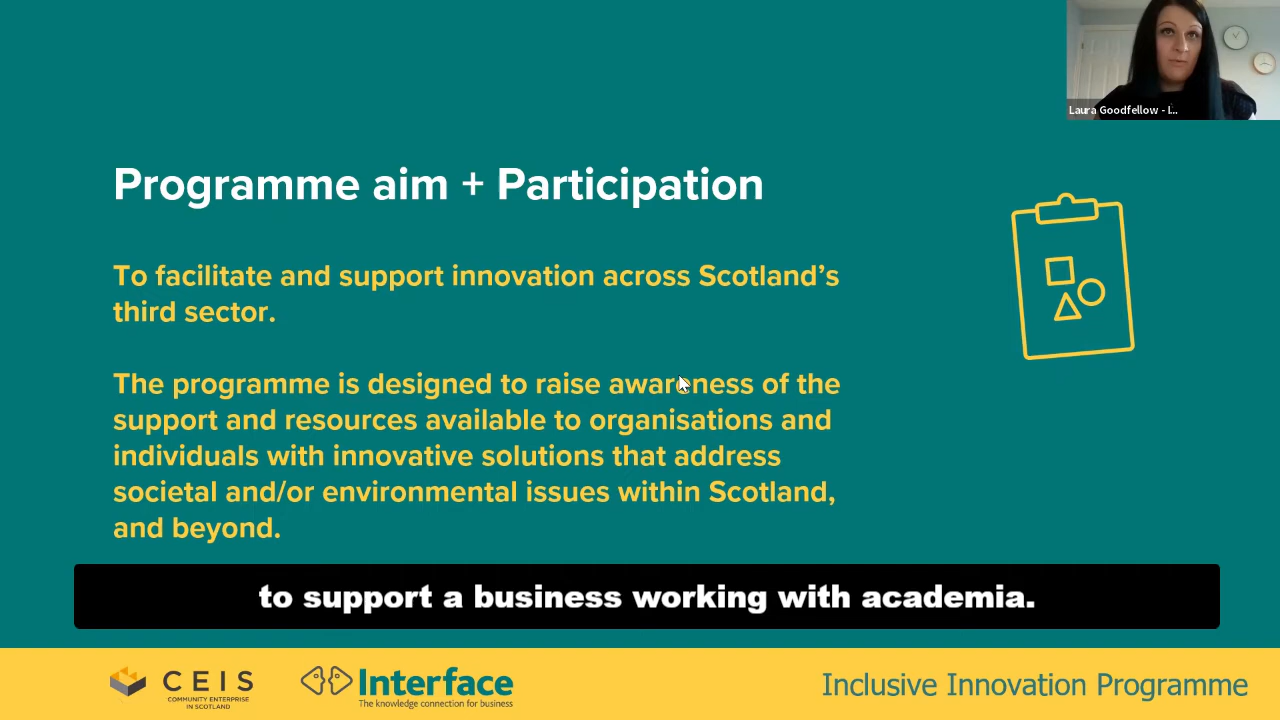 Laura Goodfellow - I...
Programme aim + Participation
To facilitate and support innovation across Scotland’s
third sector.
The programme is designed to raise awareness of the
support and resources available to organisations and
individuals with innovative solutions that address
societal and/or environmental issues within Scotland,
and beyond.
to support a business working with academia.
CEIS
COMMUNITY ENTERPRISE
IN SCOTLAND
Interface
The knowledge connection for business
Inclusive Innovation Programme